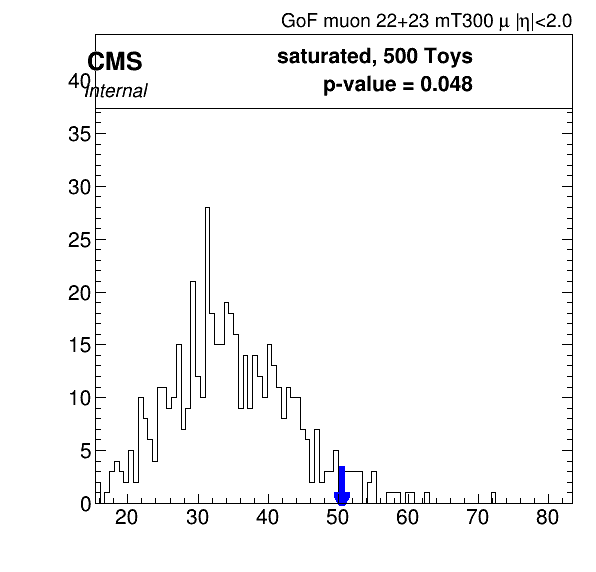 GoF muon 22+23 mT300 μ |η|<2.0
CMS
Internal
saturated, 500 Toys
p-value = 0.048
40
35
30
25
20
15
10
5
0
20 30 40 50 60 70 80